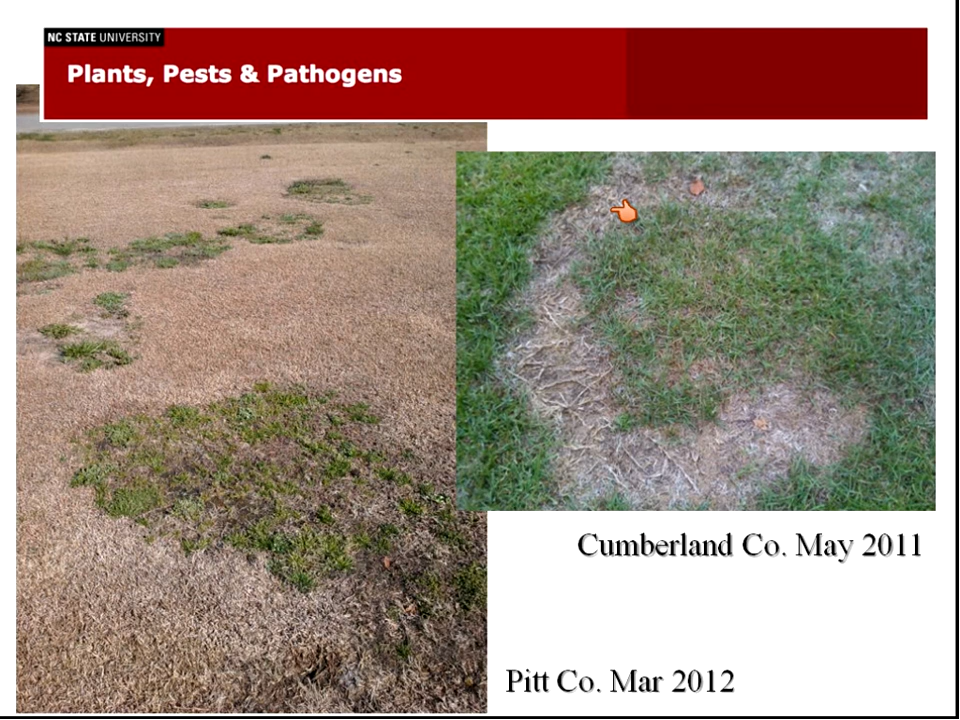 NC STATE UNIVERSITY
Plants, Pests & Pathogens
Cumberland Co. May 2011
Pitt Co. Mar 2012